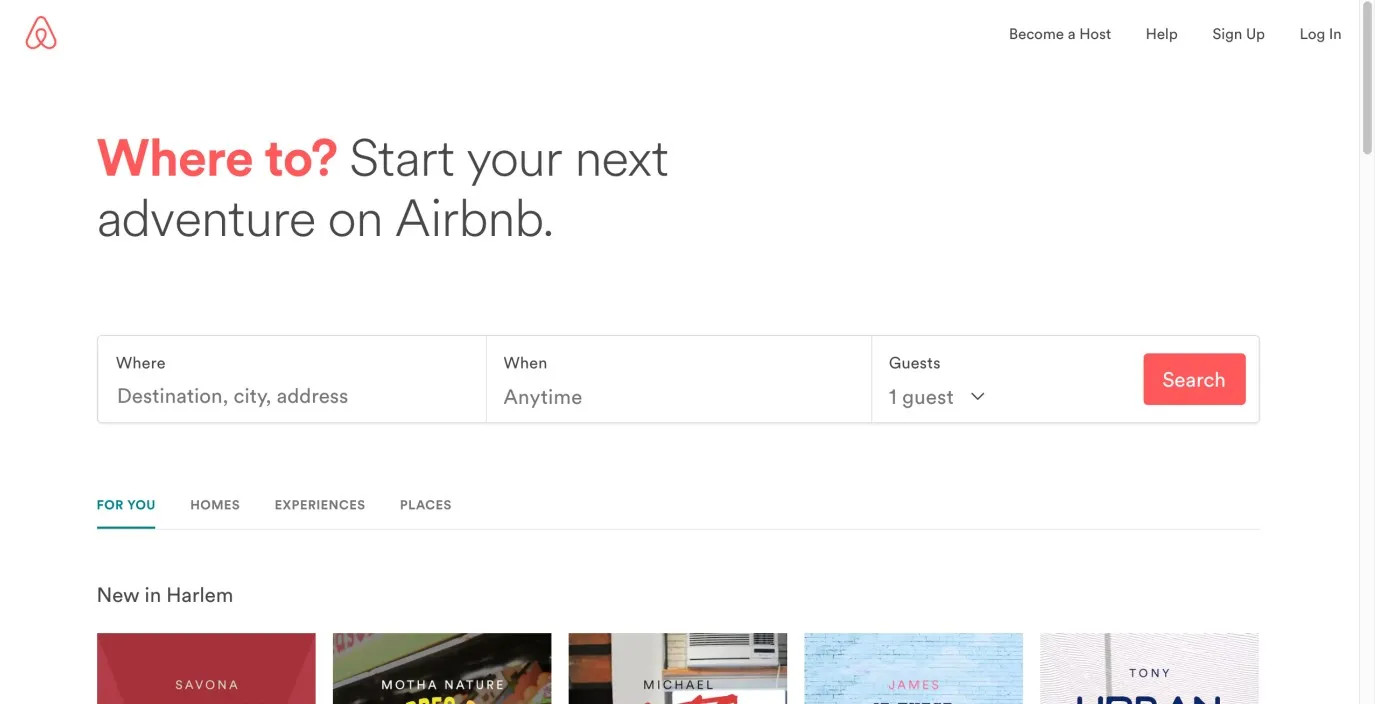 Become a Host
Help
Sign Up
Log In
Where to? Start your next
adventure on Airbnb.
Where
Destination, city, address
When
Anytime
Guests
1 guest
Search
FOR YOU
HOMES
EXPERIENCES
PLACES
New in Harlem
SAVONA
MOTHA NATURE
MICHAEL
JAMES
TONY
URBAN